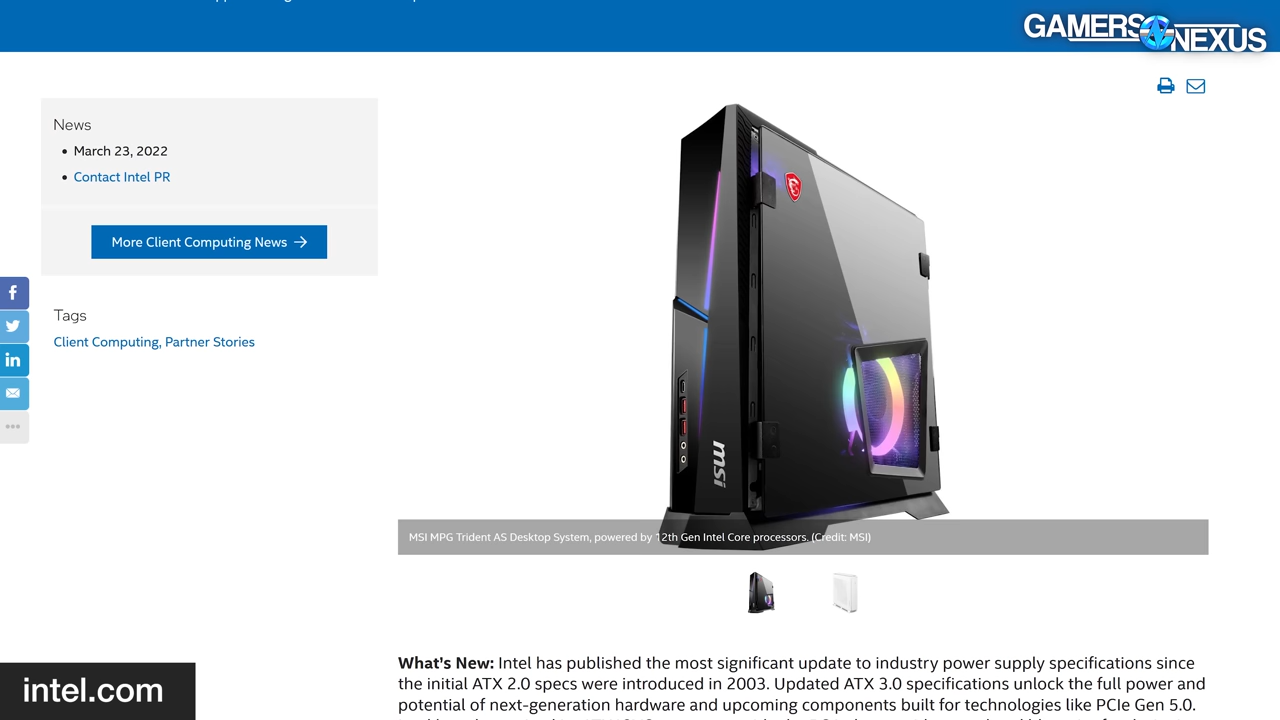 GAMERS NEXUS
News
March 23, 2022
Contact Intel PR
More Client Computing News
Tags
Client Computing, Partner Stories
msi
MSI MPG Trident AS Desktop System, powered by 12th Gen Intel Core processors. (Credit: MSI)
What's New: Intel has published the most significant update to industry power supply specifications since
the initial ATX 2.0 specs were introduced in 2003. Updated ATX 3.0 specifications unlock the full power and
potential of next-generation hardware and upcoming components built for technologies like PCIe Gen 5.0.
intel.com